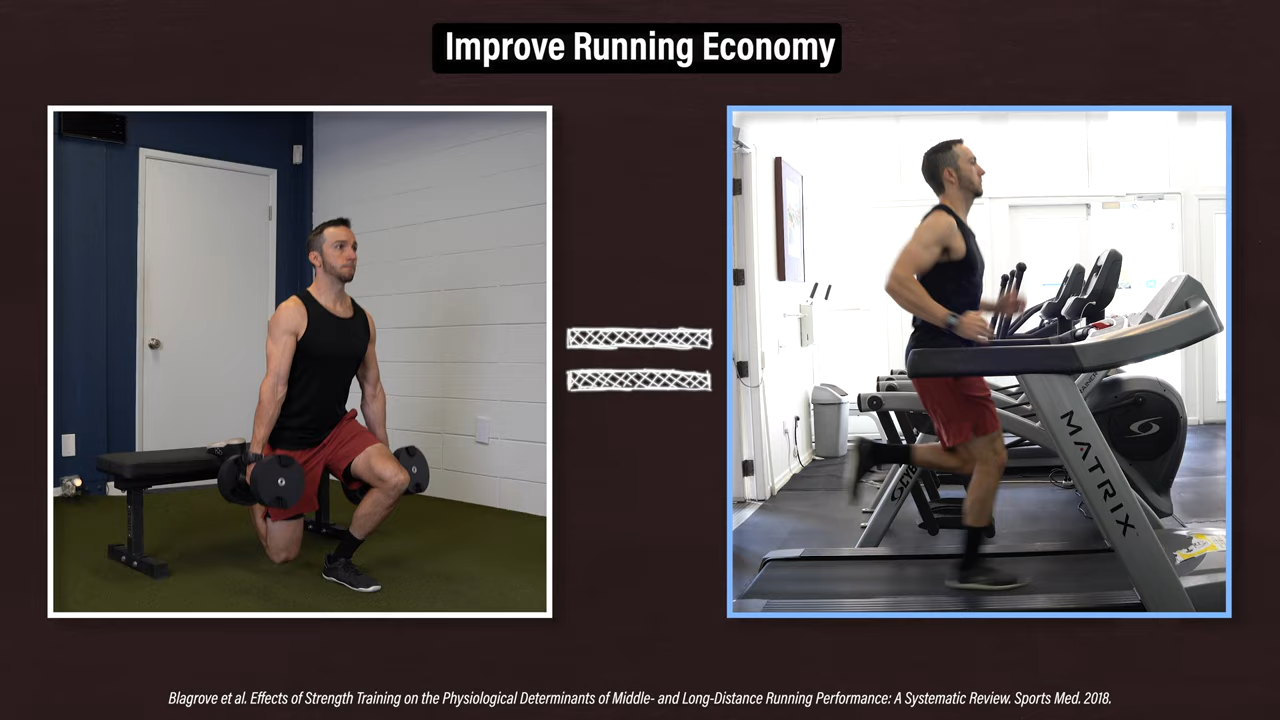 Improve Running Economy
MATRIX
Blagrove et al. Effects of Strength Training on the Physiological Determinants of Middle- and Long-Distance Running Performance: A Systematic Review. Sports Med. 2018.